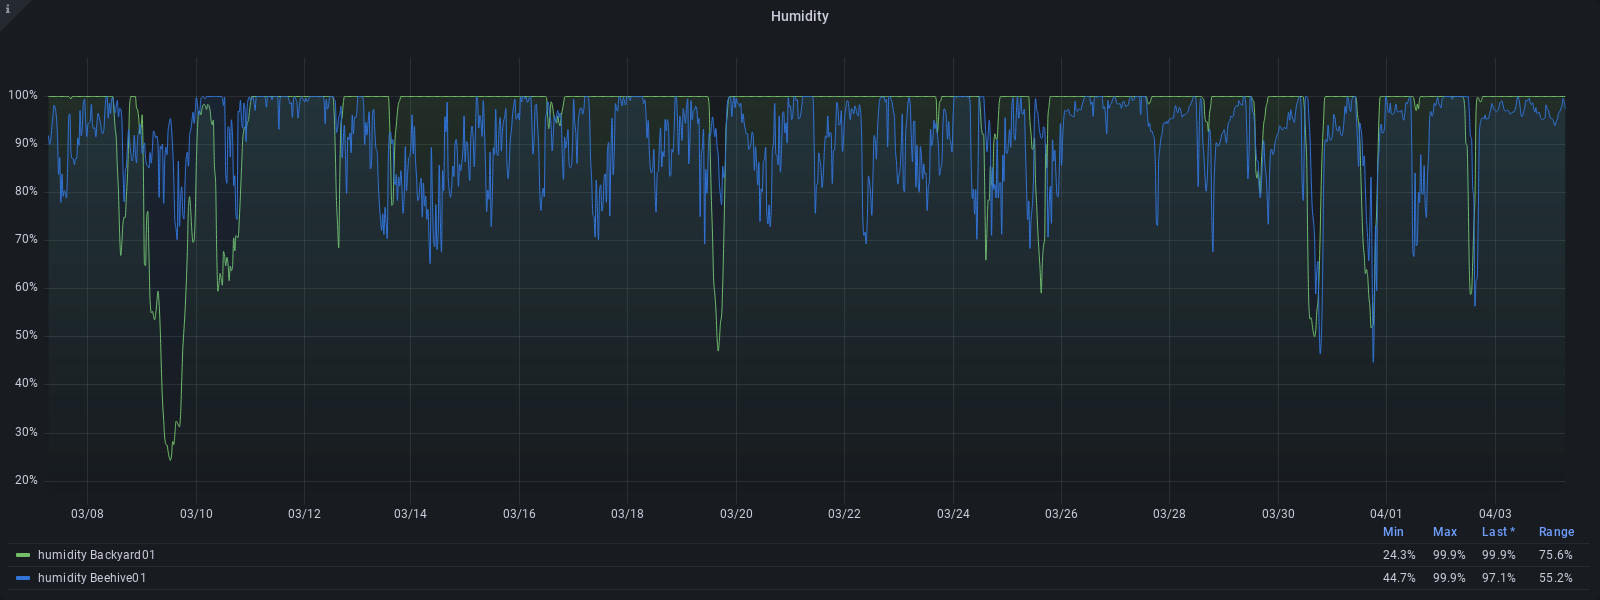 i
Humidity
100%
90%
80%
70%
60%
50%
40%
30%
20%
03/08 03/10 03/12 03/14 03/16 03/18 03/20 03/22 03/24 03/26 03/28 03/30 04/01 04/03
Min Max Last * Range
humidity Backyard01 24.3% 99.9% 99.9% 75.6%
humidity Beehive01 44.7% 99.9% 97.1% 55.2%